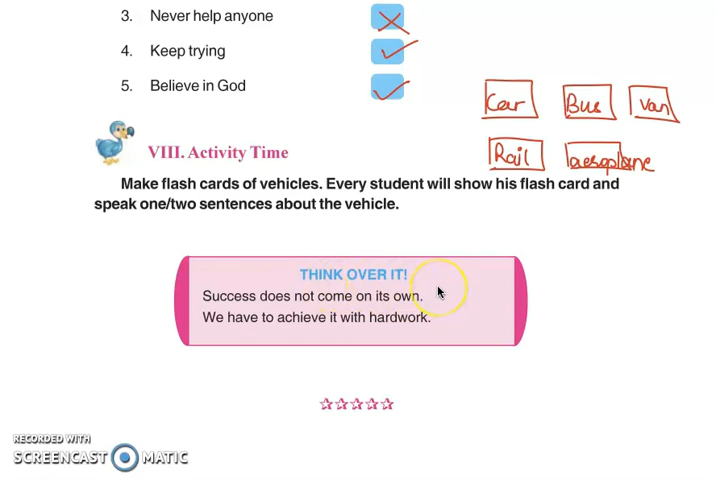 3. Never help anyone
4. Keep trying
5. Believe in God
Car Bus Van
Rail aesoplane
VIII. Activity Time
Make flash cards of vehicles. Every student will show his flash card and
speak one/two sentences about the vehicle.
THINK OVER IT!
Success does not come on its own.
We have to achieve it with hardwork.
RECORDED WITH
SCREENCAST MATIC